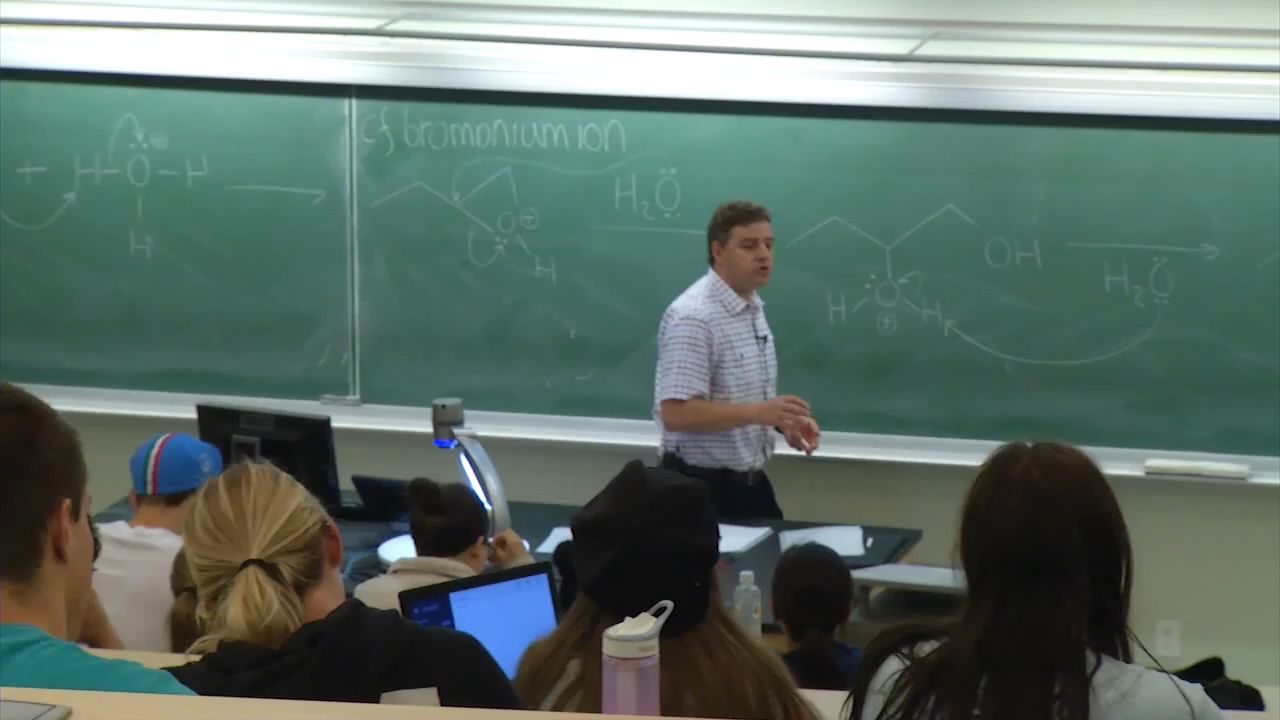 cf bromonium ion
+ H-O-H
⊕
H
O
⊕
H
H₂Ö
OH
H O H
⊕
H₂Ö